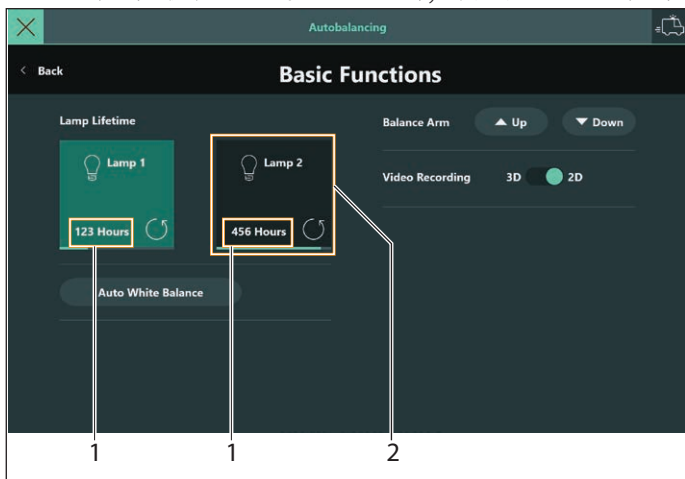 Autobalancing
Back
Basic Functions
Lamp Lifetime
Lamp 1
123 Hours
Lamp 2
456 Hours
Auto White Balance
Balance Arm Up Down
Video Recording 3D 2D
1 1 2